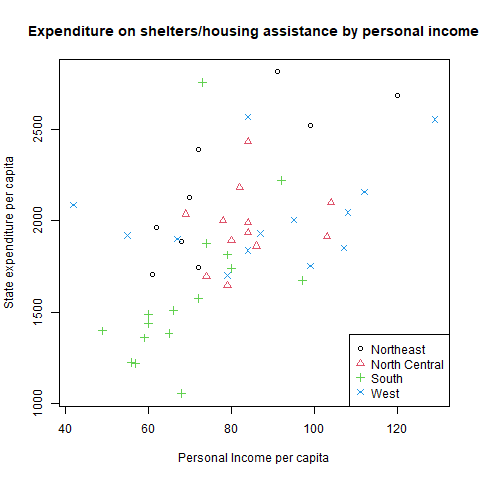 Expenditure on shelters/housing assistance by personal income
State expenditure per capita
2500
2000
1500
1000
Northeast
North Central
South
West
40 60 80 100 120
Personal Income per capita